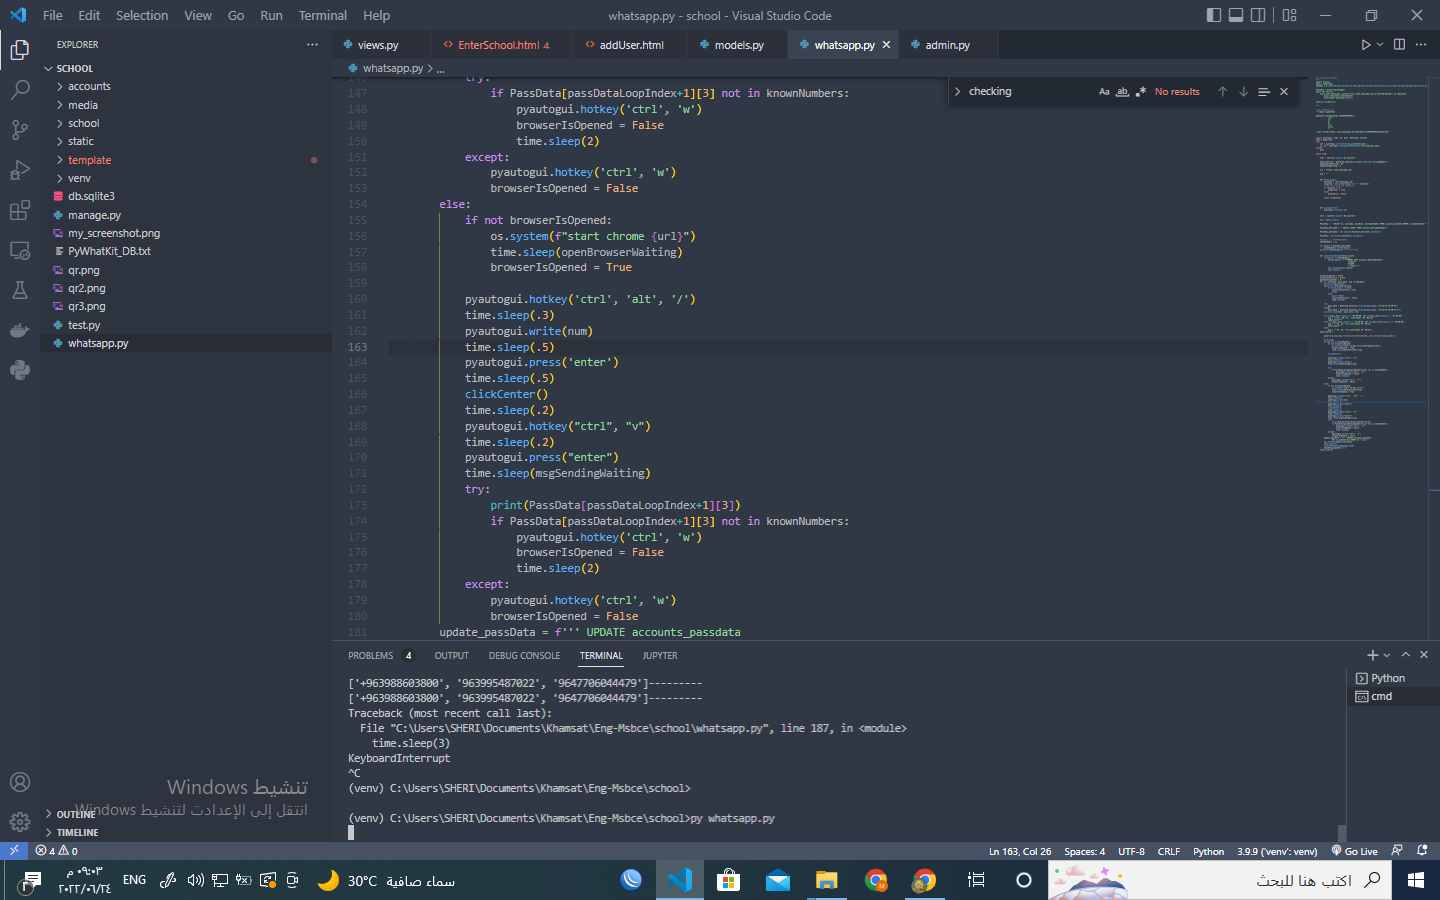 File Edit Selection View Go Run Terminal Help
whatsapp.py - school - Visual Studio Code
EXPLORER
SCHOOL
accounts
media
school
static
template
venv
db.sqlite3
manage.py
my_screenshot.png
PyWhatKit_DB.txt
qr.png
qr2.png
qr3.png
test.py
whatsapp.py
OUTLINE
TIMELINE
views.py EnterSchool.html 4 addUser.html models.py whatsapp.py admin.py
whatsapp.py > ...
checking Aa ab No results
try:
147 if PassData[passDataLoopIndex+1][3] not in knownNumbers:
148 pyautogui.hotkey('ctrl', 'w')
149 browserIsOpened = False
150 time.sleep(2)
151 except:
152 pyautogui.hotkey('ctrl', 'w')
153 browserIsOpened = False
154 else:
155 if not browserIsOpened:
156 os.system(f"start chrome {url}")
157 time.sleep(openBrowserWaiting)
158 browserIsOpened = True
159
160 pyautogui.hotkey('ctrl', 'alt', '/')
161 time.sleep(.3)
162 pyautogui.write(num)
163 time.sleep(.5)
164 pyautogui.press('enter')
165 time.sleep(.5)
166 clickCenter()
167 time.sleep(.2)
168 pyautogui.hotkey("ctrl", "v")
169 time.sleep(.2)
170 pyautogui.press("enter")
171 time.sleep(msgSendingWaiting)
172 try:
173 print(PassData[passDataLoopIndex+1][3])
174 if PassData[passDataLoopIndex+1][3] not in knownNumbers:
175 pyautogui.hotkey('ctrl', 'w')
176 browserIsOpened = False
177 time.sleep(2)
178 except:
179 pyautogui.hotkey('ctrl', 'w')
180 browserIsOpened = False
181 update_passData = f''' UPDATE accounts_passdata
PROBLEMS 4 OUTPUT DEBUG CONSOLE TERMINAL JUPYTER
['+963988603800', '963995487022', '9647706044479']---------
['+963988603800', '963995487022', '9647706044479']---------
Traceback (most recent call last):
File "C:\Users\SHERI\Documents\Khamsat\Eng-Msbce\school\whatsapp.py", line 187, in <module>
time.sleep(3)
KeyboardInterrupt
^C
(venv) C:\Users\SHERI\Documents\Khamsat\Eng-Msbce\school>
(venv) C:\Users\SHERI\Documents\Khamsat\Eng-Msbce\school>py whatsapp.py
Python
cmd
تنشيط Windows
انتقل إلى الإعدادت لتنشيط Windows
4 0
Ln 163, Col 26 Spaces: 4 UTF-8 CRLF Python 3.9.9 ('venv': venv) Go Live
٠٩:٠٣ م
٢٠٢٢/٠٦/٢٤
ENG
30°C سماء صافية
اكتب هنا للبحث